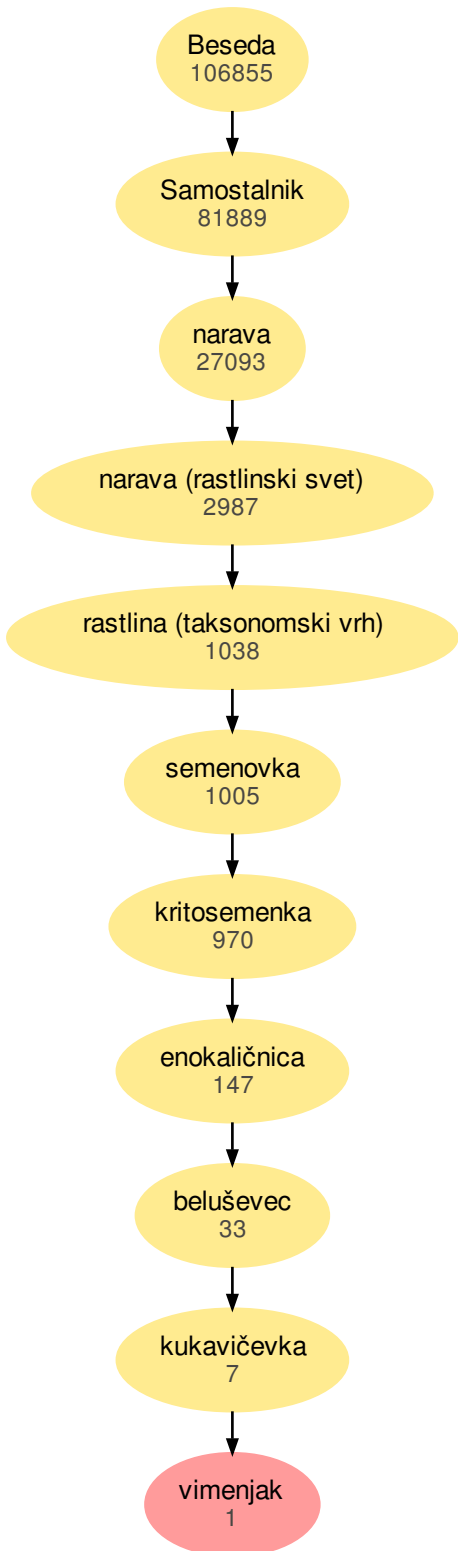 Beseda
106855
Samostalnik
81889
narava
27093
narava (rastlinski svet)
2987
rastlina (taksonomski vrh)
1038
semenovka
1005
kritosemenka
970
enokaličnica
147
beluševec
33
kukavičevka
7
vimenjak
1